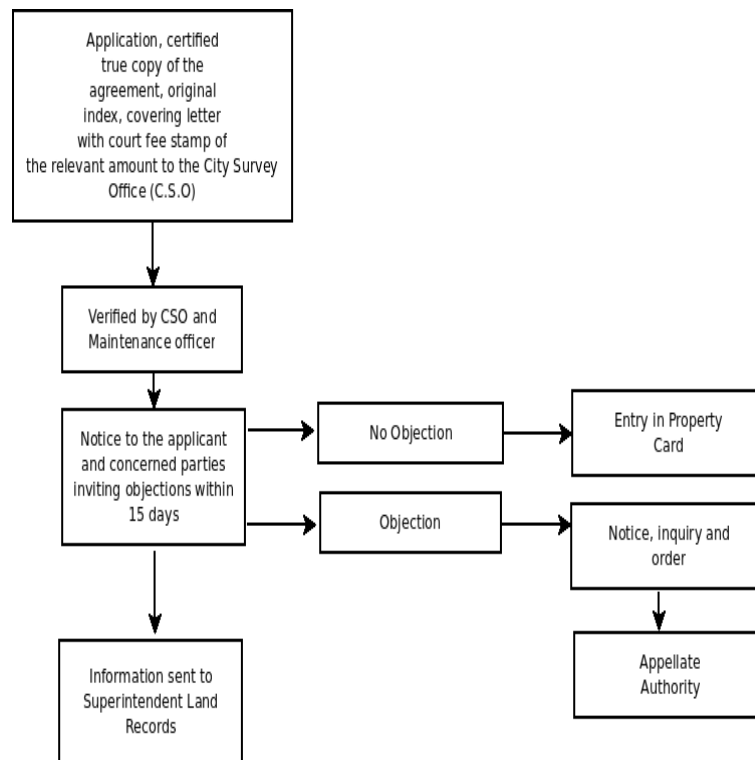 Application, certified
true copy of the
agreement, original
index, covering letter
with court fee stamp of
the relevant amount to the City Survey
Office (C.S.O)
Verified by CSO and
Maintenance officer
Notice to the applicant
and concerned parties
inviting objections within
15 days
No Objection
Entry in Property
Card
Objection
Notice, inquiry and
order
Appellate
Authority
Information sent to
Superintendent Land
Records